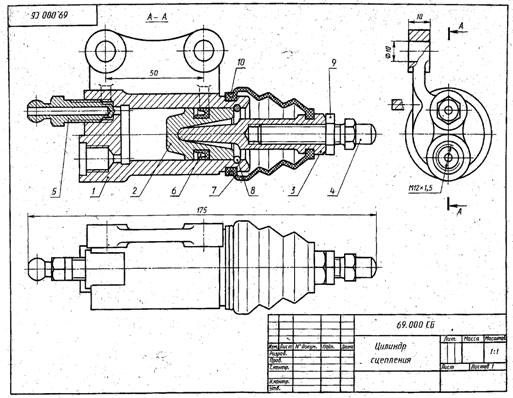 69.000 СБ
А – А
50
10
9
5
1
2
6
7
8
3
4
175
18
А
Ø10
М12×1,5
А
69.000 СБ
Цилиндр
сцепления
Лит. Масса Масштаб
1:1
Лист Листов 1
Изм. Лист № докум. Подп. Дата
Разраб.
Пров.
Т.контр.
Н.контр.
Утв.